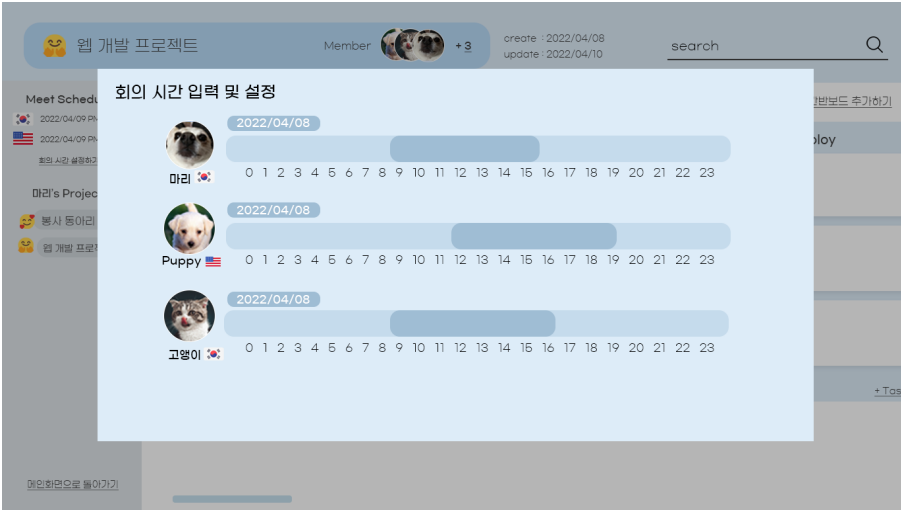 웹 개발 프로젝트
Member
+ 3
create : 2022/04/08
update : 2022/04/10
search
Meet Schedu
2022/04/09 PM
2022/04/09 PM
회의 시간 설정하기
마리's Projec
봉사 동아리
웹 개발 프로젝
메인화면으로 돌아가기
칸반보드 추가하기
ploy
+ Tas
회의 시간 입력 및 설정
2022/04/08
0 1 2 3 4 5 6 7 8 9 10 11 12 13 14 15 16 17 18 19 20 21 22 23
마리
2022/04/08
0 1 2 3 4 5 6 7 8 9 10 11 12 13 14 15 16 17 18 19 20 21 22 23
Puppy
2022/04/08
0 1 2 3 4 5 6 7 8 9 10 11 12 13 14 15 16 17 18 19 20 21 22 23
고앵이